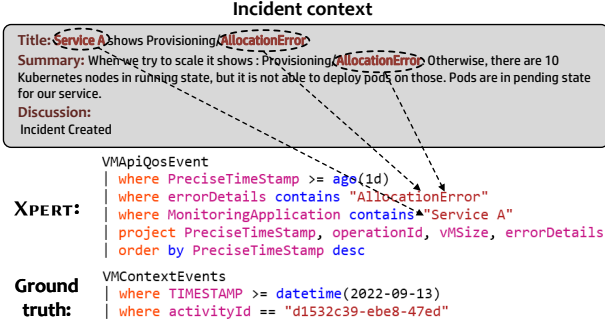 Incident context
Title: Service A shows Provisioning/AllocationError
Summary: When we try to scale it shows : Provisioning/AllocationError Otherwise, there are 10
Kubernetes nodes in running state, but it is not able to deploy pods on those. Pods are in pending state
for our service.
Discussion:
Incident Created
XPERT:
VMApiQosEvent
| where PreciseTimeStamp >= ago(1d)
| where errorDetails contains "AllocationError"
| where MonitoringApplication contains "Service A"
| project PreciseTimeStamp, operationId, vMSize, errorDetails
| order by PreciseTimeStamp desc
Ground
truth:
VMContextEvents
| where TIMESTAMP >= datetime(2022-09-13)
| where activityId == "d1532c39-ebe8-47ed"